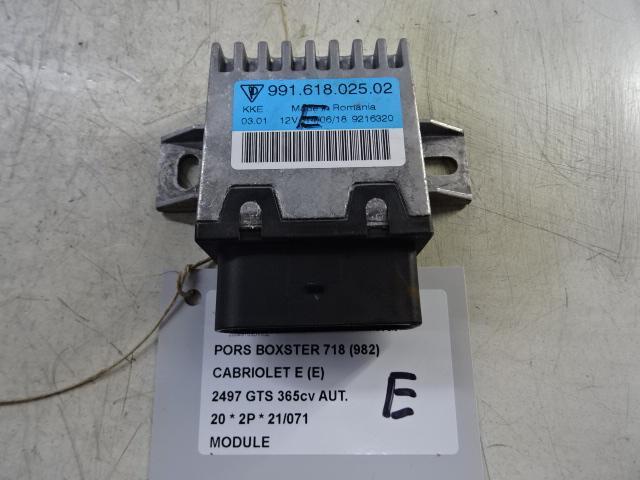 991.618.025.02
KKE Made in România
03.01 12V 06/18 9216320
E
PORS BOXSTER 718 (982)
CABRIOLET E (E)
2497 GTS 365cv AUT.
20 * 2P * 21/071
MODULE
E